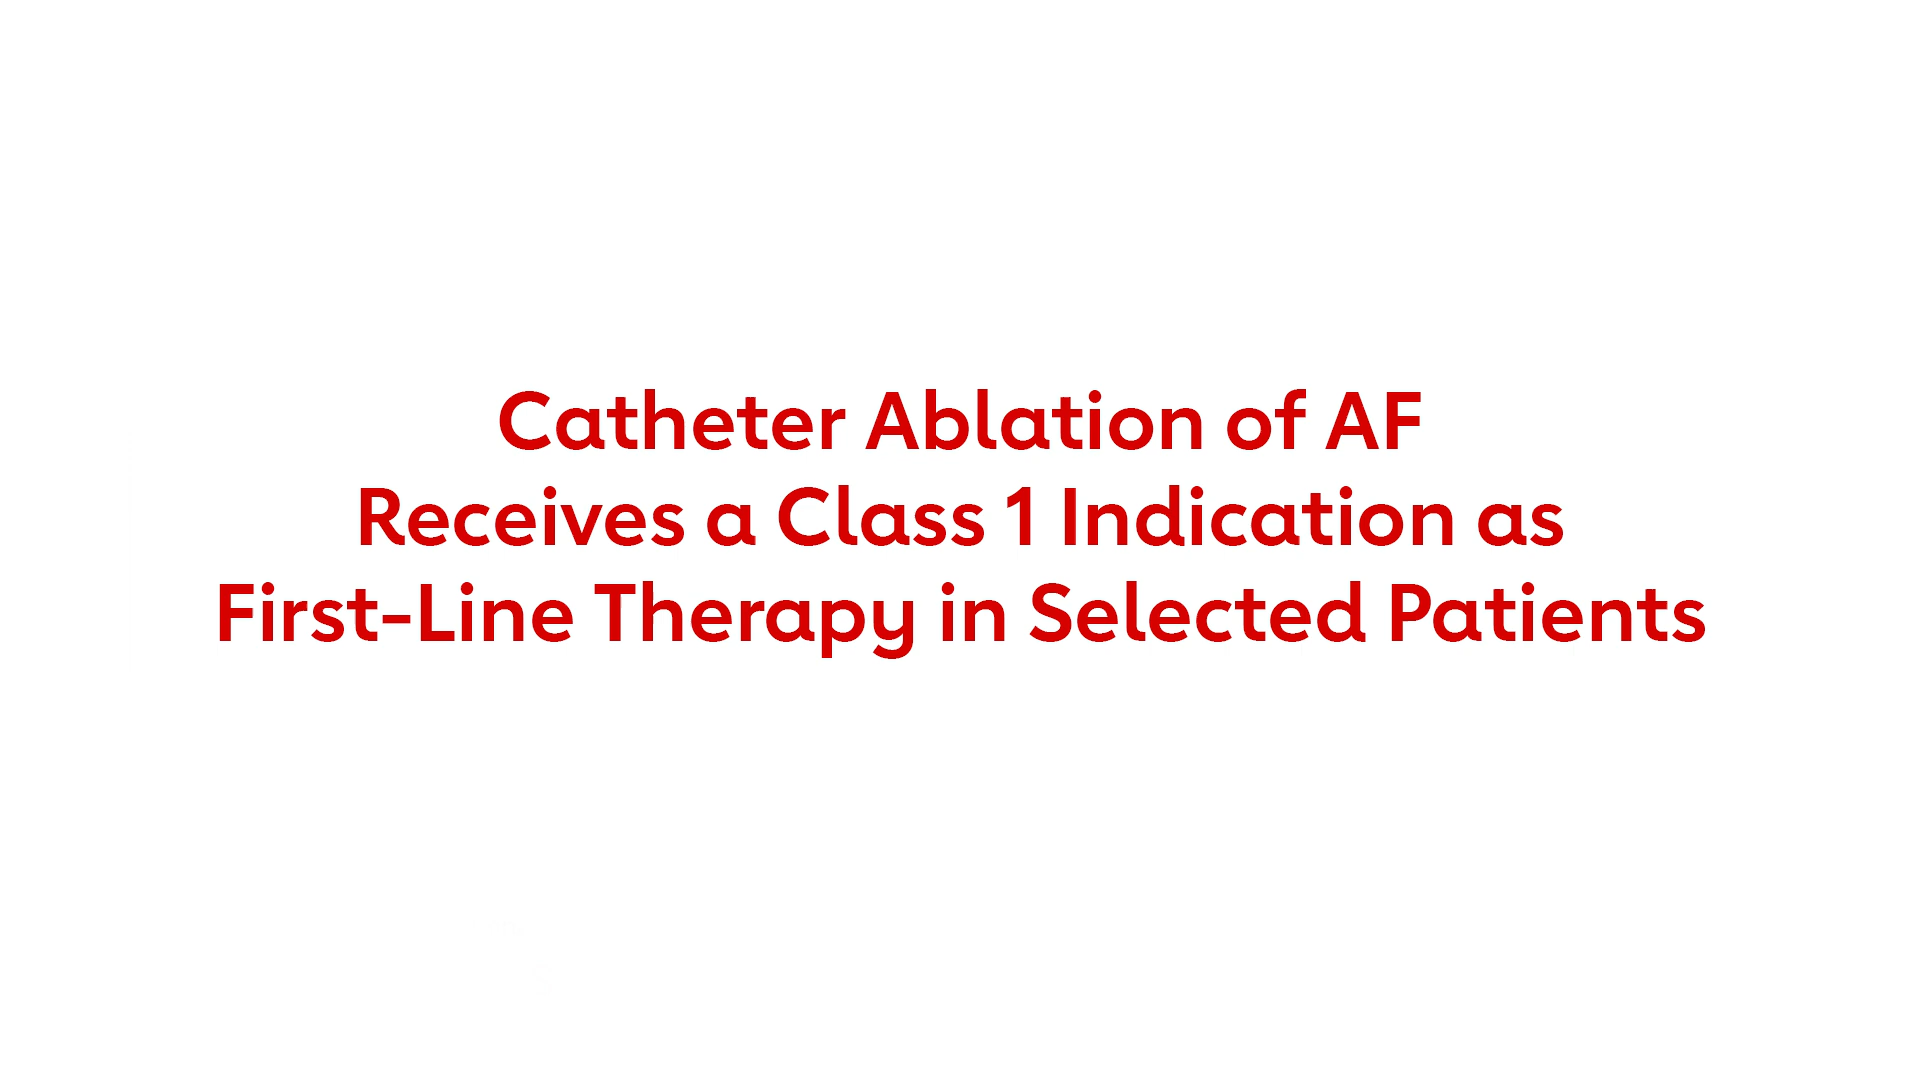 Catheter Ablation of AF
Receives a Class 1 Indication as
First-Line Therapy in Selected Patients